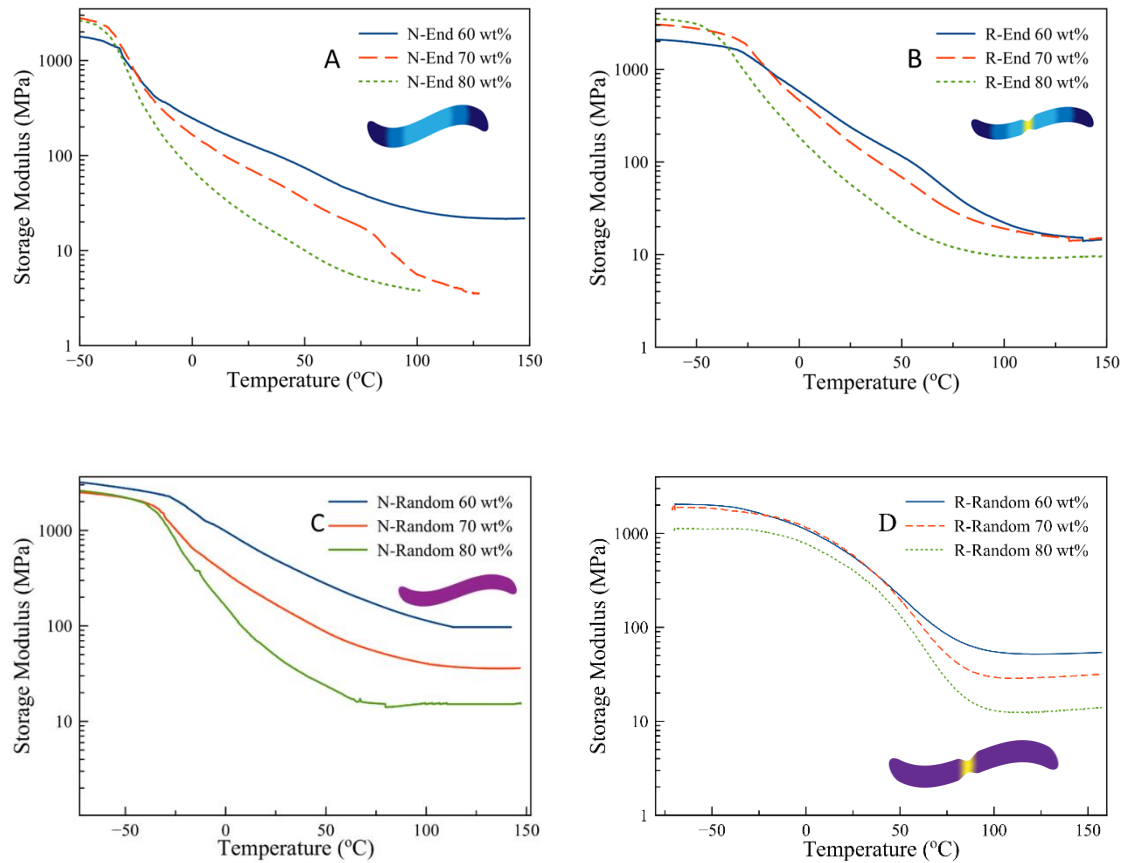 A
N-End 60 wt%
N-End 70 wt%
N-End 80 wt%
Storage Modulus (MPa)
1000
100
10
1
−50
0
50
100
150
Temperature (ºC)
B
R-End 60 wt%
R-End 70 wt%
R-End 80 wt%
Storage Modulus (MPa)
1000
100
10
1
−50
0
50
100
150
Temperature (ºC)
C
N-Random 60 wt%
N-Random 70 wt%
N-Random 80 wt%
Storage Modulus (MPa)
1000
100
10
−50
0
50
100
150
Temperature (ºC)
D
R-Random 60 wt%
R-Random 70 wt%
R-Random 80 wt%
Storage Modulus (MPa)
1000
100
10
1
−50
0
50
100
150
Temperature (ºC)